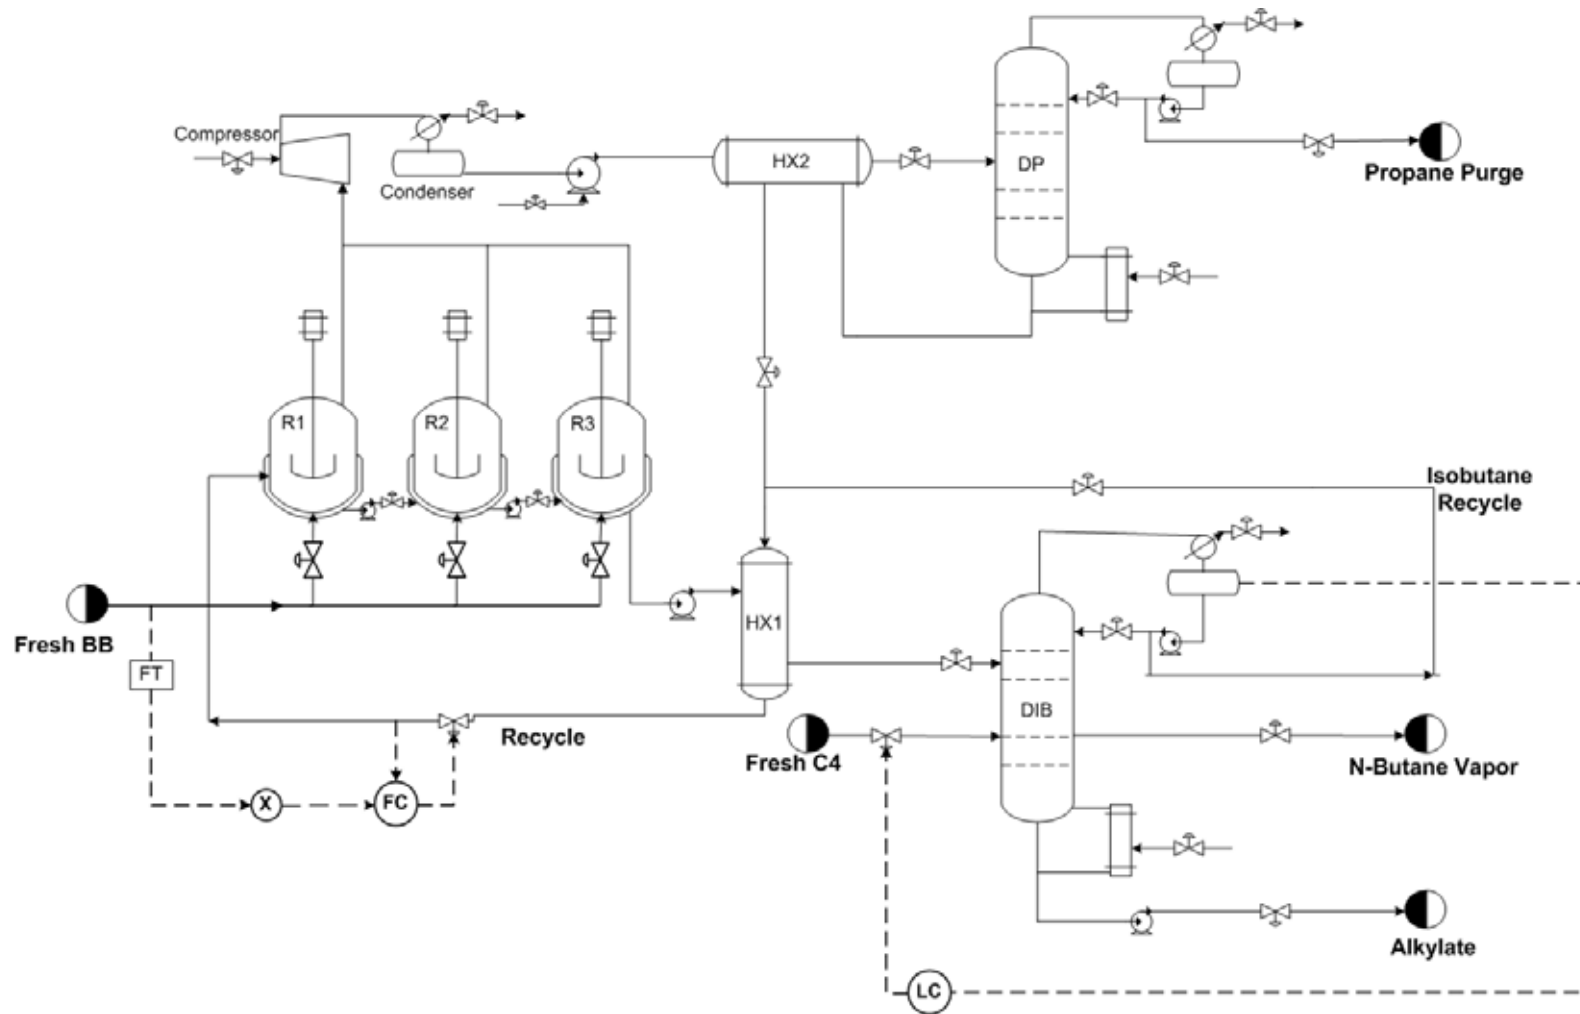 Compressor
Condenser
HX2
DP
Propane Purge
R1
R2
R3
Isobutane
Recycle
Fresh BB
FT
HX1
Recycle
X
FC
Fresh C4
DIB
N-Butane Vapor
Alkylate
LC